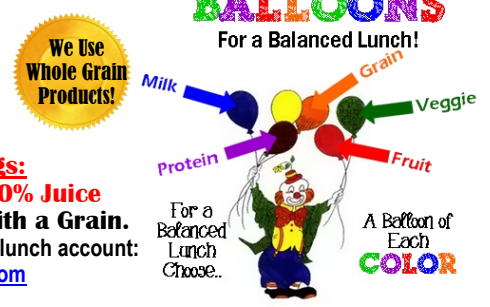 BALLOONS
For a Balanced Lunch!
We Use
Whole Grain
Products!
Milk
Grain
Veggie
Protein
Fruit
0% Juice
ith a Grain.
lunch account:
om
For a
Balanced
Lunch
Choose..
A Balloon of
Each
COLOR